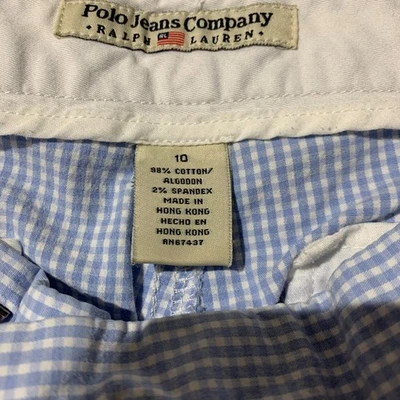 Polo Jeans Company
RALPH RL LAUREN
10
98% COTTON/
ALGODON
2% SPANDEX
MADE IN
HONG KONG
HECHO EN
HONG KONG
RN67437